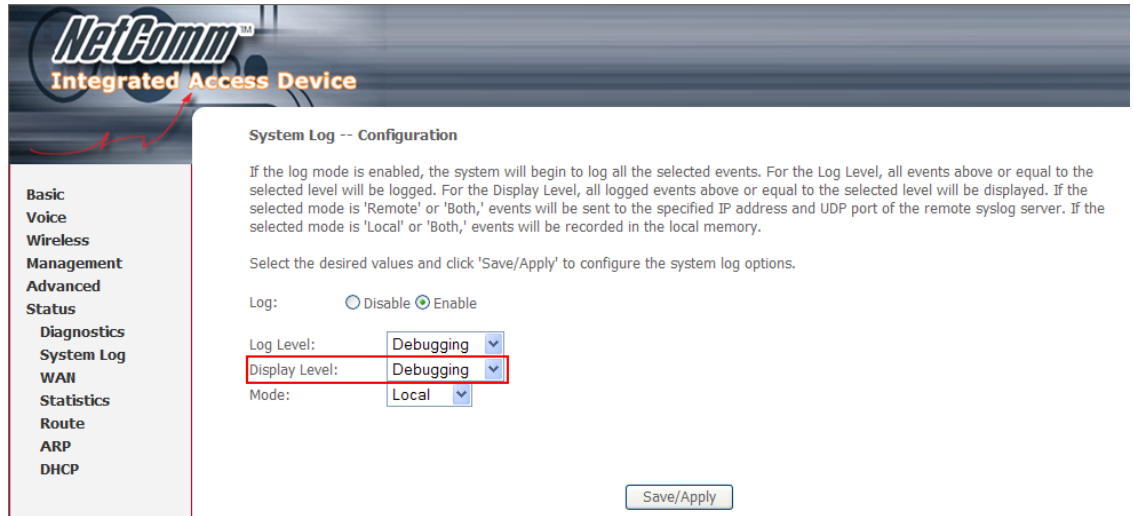 NetComm™
Integrated Access Device
System Log -- Configuration
If the log mode is enabled, the system will begin to log all the selected events. For the Log Level, all events above or equal to the
selected level will be logged. For the Display Level, all logged events above or equal to the selected level will be displayed. If the
selected mode is 'Remote' or 'Both,' events will be sent to the specified IP address and UDP port of the remote syslog server. If the
selected mode is 'Local' or 'Both,' events will be recorded in the local memory.
Select the desired values and click 'Save/Apply' to configure the system log options.
Log: Disable Enable
Log Level: Debugging
Display Level: Debugging
Mode: Local
Save/Apply
Basic
Voice
Wireless
Management
Advanced
Status
Diagnostics
System Log
WAN
Statistics
Route
ARP
DHCP